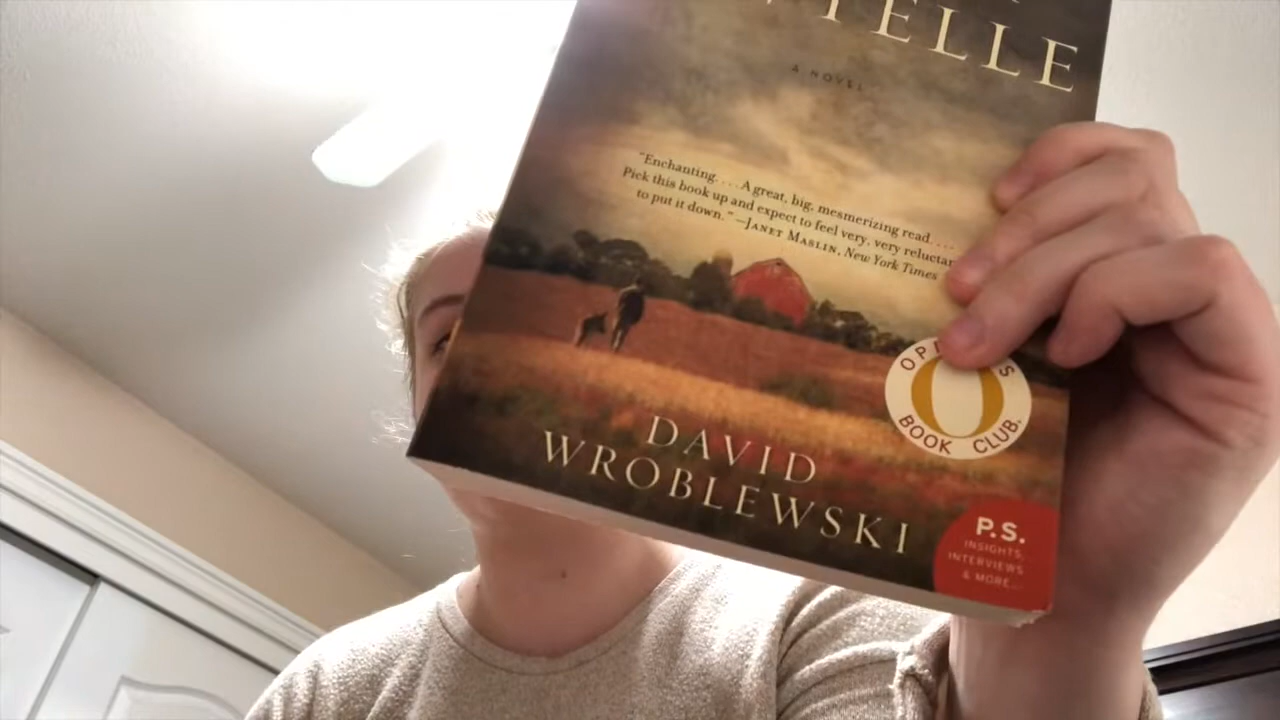 TELLE
A NOVEL
"Enchanting. . . . A great, big, mesmerizing read. . . .
Pick this book up and expect to feel very, very reluctan
to put it down." —JANET MASLIN, New York Times
BOOK CLUB.
DAVID
WROBLEWSKI
P.S.
INSIGHTS,
INTERVIEWS
& MORE...